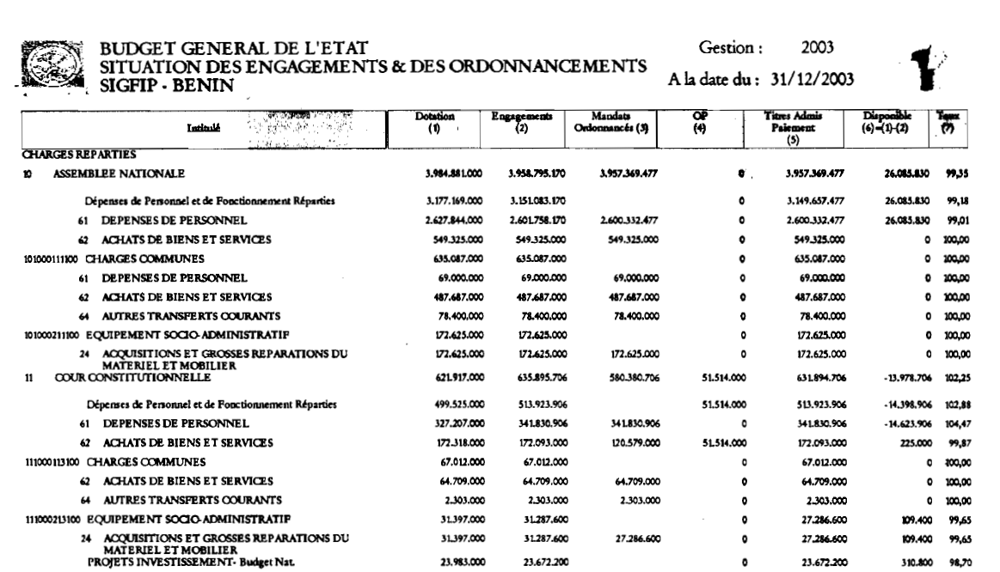 BUDGET GENERAL DE L'ETAT
SITUATION DES ENGAGEMENTS & DES ORDONNANCEMENTS
SIGFIP - BENIN
Gestion : 2003
A la date du : 31/12/2003
1
Intitulé Dotation (1) Engagements (2) Mandats Ordonnancés (3) OP (4) Titres Admis Paiement (5) Disponible (6)=(1)-(2) Taux (7)
CHARGES REPARTIES
10 ASSEMBLEE NATIONALE 3.984.881.000 3.958.795.170 3.957.369.477 0 3.957.369.477 26.085.830 99,35
Dépenses de Personnel et de Fonctionnement Réparties 3.177.169.000 3.151.083.170 0 3.149.657.477 26.085.830 99,18
61 DEPENSES DE PERSONNEL 2.627.844.000 2.601.758.170 2.600.332.477 0 2.600.332.477 26.085.830 99,01
62 ACHATS DE BIENS ET SERVICES 549.325.000 549.325.000 549.325.000 0 549.325.000 0 100,00
101000111100 CHARGES COMMUNES 635.087.000 635.087.000 0 635.087.000 0 100,00
61 DEPENSES DE PERSONNEL 69.000.000 69.000.000 69.000.000 0 69.000.000 0 100,00
62 ACHATS DE BIENS ET SERVICES 487.687.000 487.687.000 487.687.000 0 487.687.000 0 100,00
64 AUTRES TRANSFERTS COURANTS 78.400.000 78.400.000 78.400.000 0 78.400.000 0 100,00
101000211100 EQUIPEMENT SOCIO-ADMINISTRATIF 172.625.000 172.625.000 0 172.625.000 0 100,00
24 ACQUISITIONS ET GROSSES REPARATIONS DU 172.625.000 172.625.000 172.625.000 0 172.625.000 0 100,00
MATERIEL ET MOBILIER
11 COUR CONSTITUTIONNELLE 621.917.000 635.895.706 580.380.706 51.514.000 631.894.706 -13.978.706 102,25
Dépenses de Personnel et de Fonctionnement Réparties 499.525.000 513.923.906 51.514.000 513.923.906 -14.398.906 102,88
61 DEPENSES DE PERSONNEL 327.207.000 341.830.906 341.830.906 0 341.830.906 -14.623.906 104,47
62 ACHATS DE BIENS ET SERVICES 172.318.000 172.093.000 120.579.000 51.514.000 172.093.000 225.000 99,87
111000113100 CHARGES COMMUNES 67.012.000 67.012.000 0 67.012.000 0 100,00
62 ACHATS DE BIENS ET SERVICES 64.709.000 64.709.000 64.709.000 0 64.709.000 0 100,00
64 AUTRES TRANSFERTS COURANTS 2.303.000 2.303.000 2.303.000 0 2.303.000 0 100,00
111000213100 EQUIPEMENT SOCIO-ADMINISTRATIF 31.397.000 31.287.600 0 27.286.600 109.400 99,65
24 ACQUISITIONS ET GROSSES REPARATIONS DU 31.397.000 31.287.600 27.286.600 0 27.286.600 109.400 99,65
MATERIEL ET MOBILIER
PROJETS INVESTISSEMENT- Budget Nat. 23.983.000 23.672.200 0 23.672.200 310.800 98,70